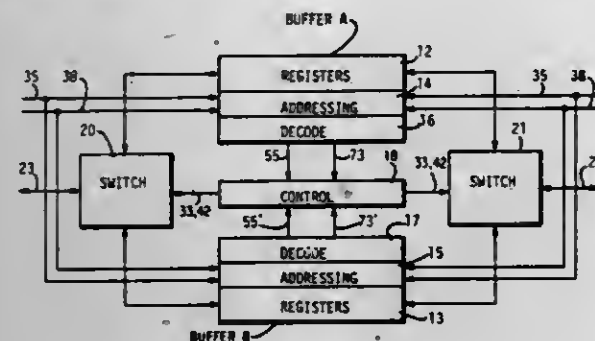 BUFFER A
12
35
38
REGISTERS
14
35
38
ADDRESSING
16
DECODE
20
21
55
73
18
23
SWITCH
33,42
CONTROL
33,42
SWITCH
2
55'
73'
17
DECODE
15
ADDRESSING
REGISTERS
13
BUFFER B